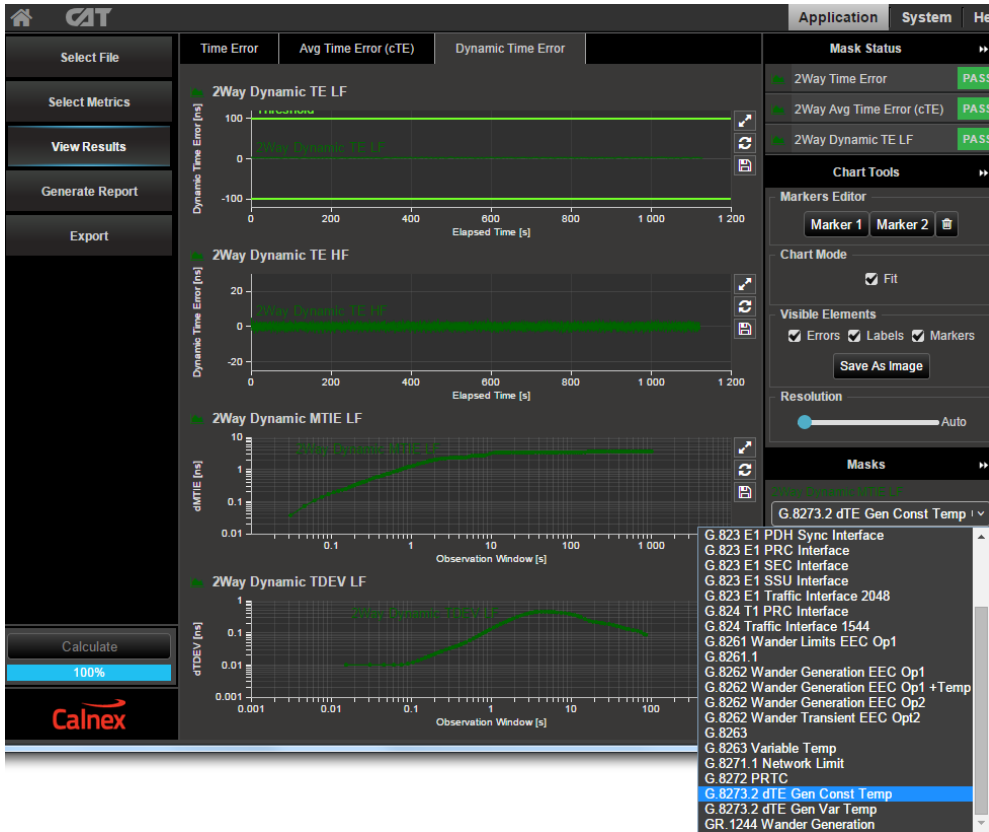 CAT
Application System He
Select File
Select Metrics
View Results
Generate Report
Export
Calculate
100%
Calnex
Time Error Avg Time Error (cTE) Dynamic Time Error
2Way Dynamic TE LF
Dynamic Time Error [ns]
100
0
-100
Threshold
2Way Dynamic TE LF
0 200 400 600 800 1 000 1 200
Elapsed Time [s]
2Way Dynamic TE HF
Dynamic Time Error [ns]
20
0
-20
2Way Dynamic TE HF
0 200 400 600 800 1 000 1 200
Elapsed Time [s]
2Way Dynamic MTIE LF
dMTIE [ns]
10
1
0.1
0.01
2Way Dynamic MTIE LF
0.1 1 10 100 1 000
Observation Window [s]
2Way Dynamic TDEV LF
dTDEV [ns]
1
0.1
0.01
0.001
2Way Dynamic TDEV LF
0.001 0.01 0.1 1 10 100
Observation Window [s]
Mask Status
2Way Time Error PASS
2Way Avg Time Error (cTE) PASS
2Way Dynamic TE LF PASS
Chart Tools
Markers Editor
Marker 1 Marker 2
Chart Mode
Fit
Visible Elements
Errors Labels Markers
Save As Image
Resolution
Auto
Masks
2Way Dynamic MTIE LF
G.8273.2 dTE Gen Const Temp
G.823 E1 PDH Sync Interface
G.823 E1 PRC Interface
G.823 E1 SEC Interface
G.823 E1 SSU Interface
G.823 E1 Traffic Interface 2048
G.824 T1 PRC Interface
G.824 Traffic Interface 1544
G.8261 Wander Limits EEC Op1
G.8261.1
G.8262 Wander Generation EEC Op1
G.8262 Wander Generation EEC Op1 +Temp
G.8262 Wander Generation EEC Op2
G.8262 Wander Transient EEC Opt2
G.8263
G.8263 Variable Temp
G.8271.1 Network Limit
G.8272 PRTC
G.8273.2 dTE Gen Const Temp
G.8273.2 dTE Gen Var Temp
GR.1244 Wander Generation